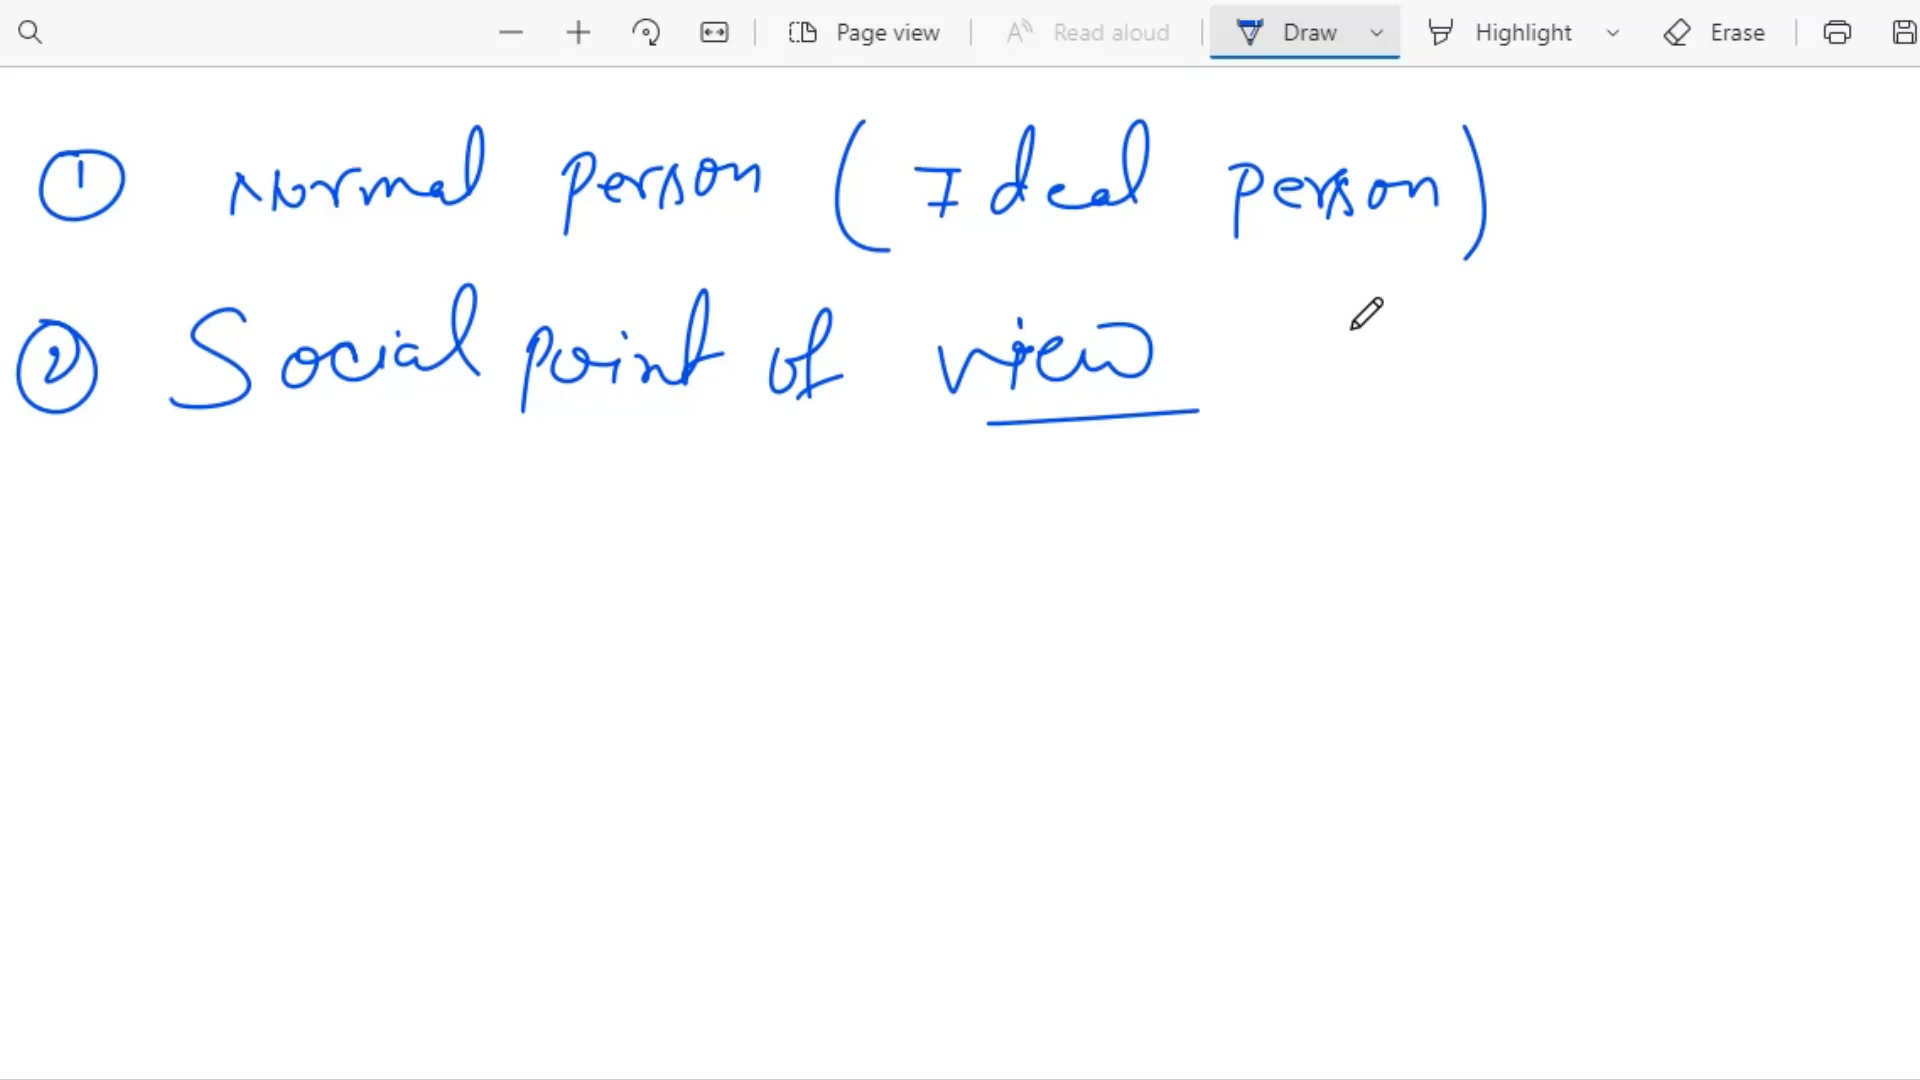 Page view Read aloud Draw Highlight Erase
① Normal person (Ideal person)
② Social point of view